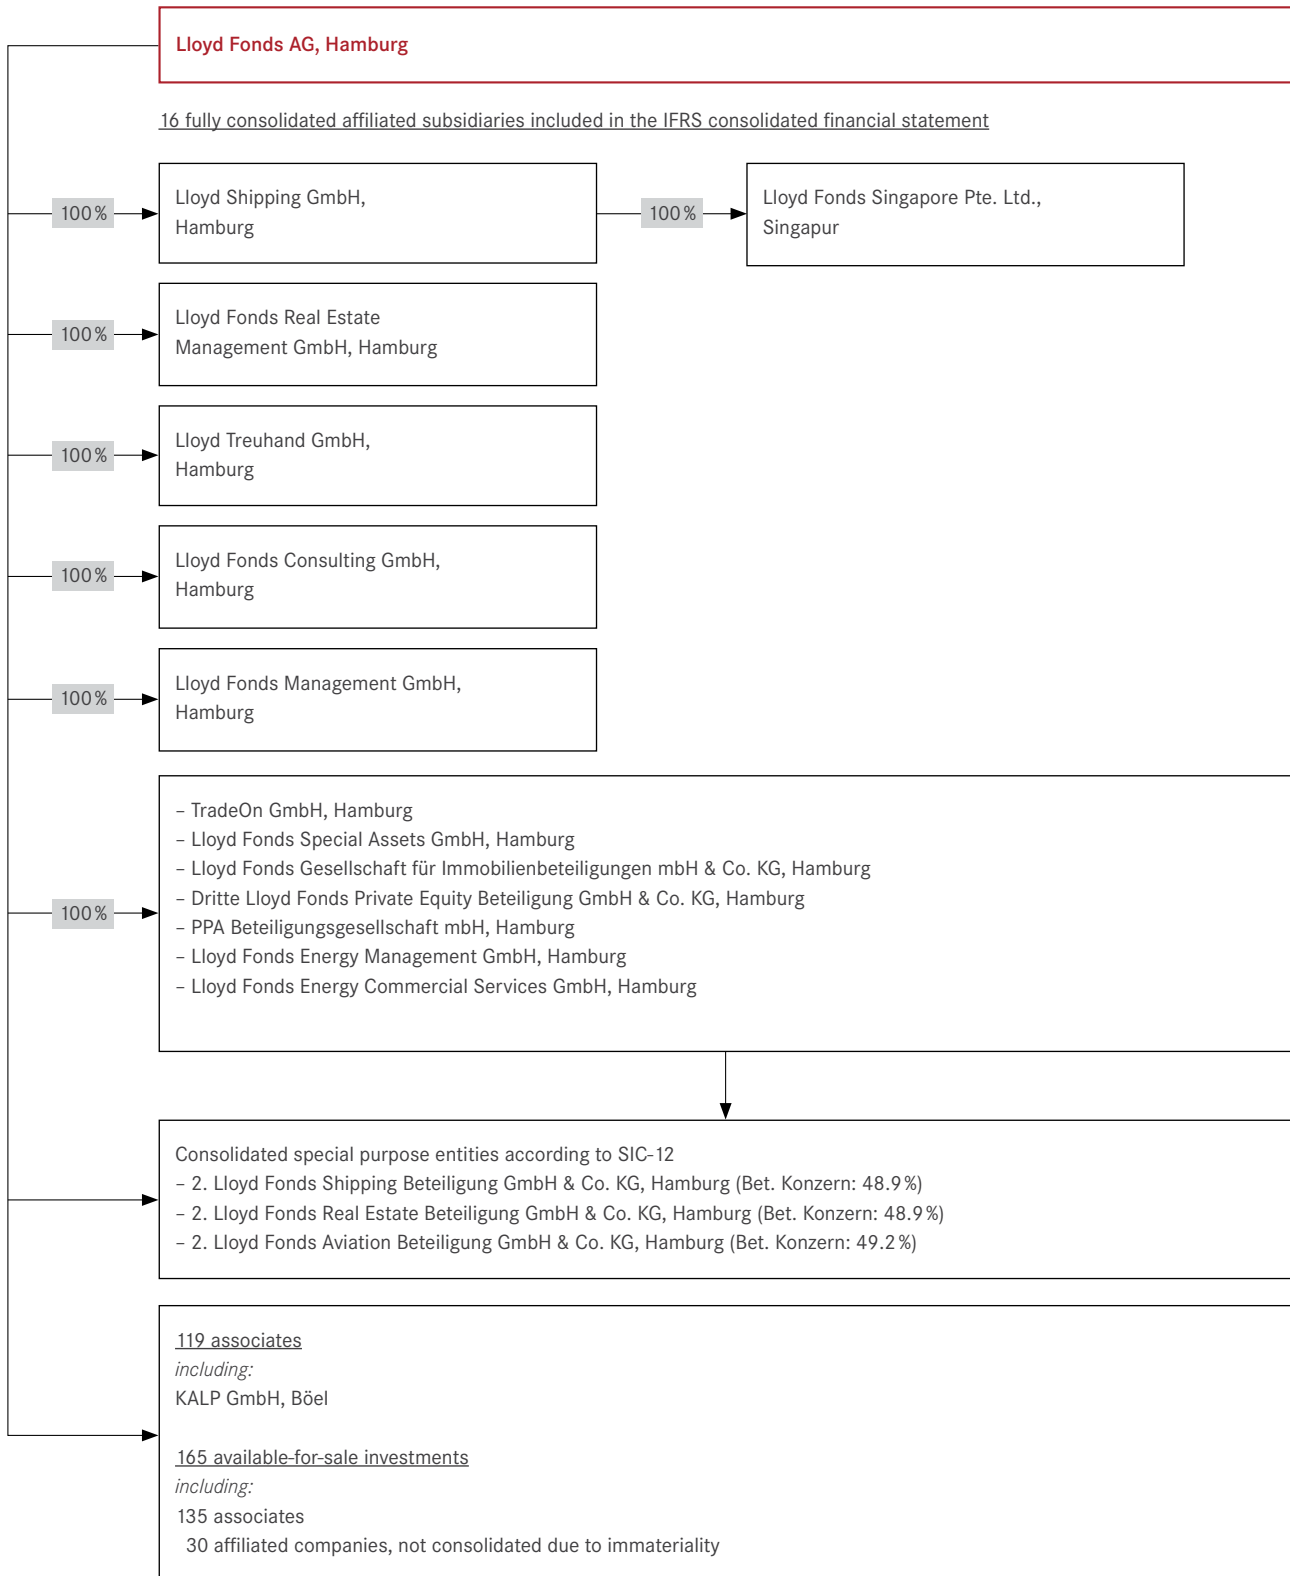 Lloyd Fonds AG, Hamburg
16 fully consolidated affiliated subsidiaries included in the IFRS consolidated financial statement
100 %
Lloyd Shipping GmbH,
Hamburg
100 %
Lloyd Fonds Singapore Pte. Ltd.,
Singapur
100 %
Lloyd Fonds Real Estate
Management GmbH, Hamburg
100 %
Lloyd Treuhand GmbH,
Hamburg
100 %
Lloyd Fonds Consulting GmbH,
Hamburg
100 %
Lloyd Fonds Management GmbH,
Hamburg
100 %
– TradeOn GmbH, Hamburg
– Lloyd Fonds Special Assets GmbH, Hamburg
– Lloyd Fonds Gesellschaft für Immobilienbeteiligungen mbH & Co. KG, Hamburg
– Dritte Lloyd Fonds Private Equity Beteiligung GmbH & Co. KG, Hamburg
– PPA Beteiligungsgesellschaft mbH, Hamburg
– Lloyd Fonds Energy Management GmbH, Hamburg
– Lloyd Fonds Energy Commercial Services GmbH, Hamburg
Consolidated special purpose entities according to SIC-12
– 2. Lloyd Fonds Shipping Beteiligung GmbH & Co. KG, Hamburg (Bet. Konzern: 48.9 %)
– 2. Lloyd Fonds Real Estate Beteiligung GmbH & Co. KG, Hamburg (Bet. Konzern: 48.9 %)
– 2. Lloyd Fonds Aviation Beteiligung GmbH & Co. KG, Hamburg (Bet. Konzern: 49.2 %)
119 associates
including:
KALP GmbH, Böel
165 available-for-sale investments
including:
135 associates
30 affiliated companies, not consolidated due to immateriality